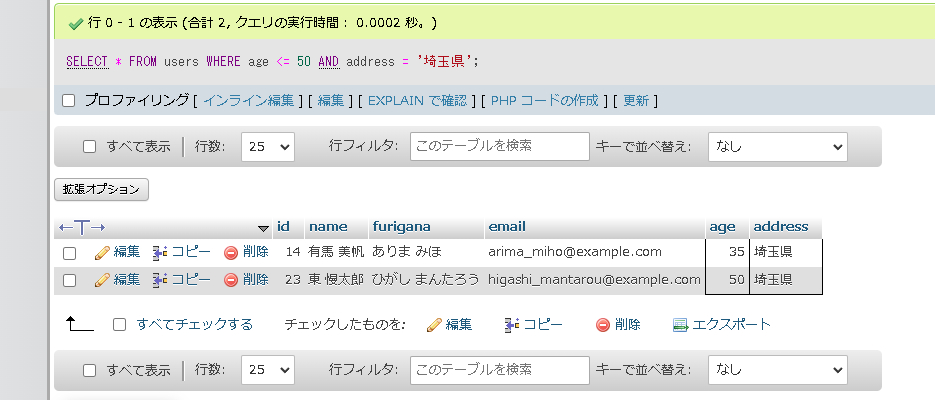 行 0 - 1 の表示 (合計 2, クエリの実行時間： 0.0002 秒。)
SELECT * FROM users WHERE age <= 50 AND address = '埼玉県';
プロファイリング [ インライン編集 ] [ 編集 ] [ EXPLAIN で確認 ] [ PHP コードの作成 ] [ 更新 ]
すべて表示 行数: 25 行フィルタ: このテーブルを検索 キーで並べ替え: なし
拡張オプション
←T→ id name furigana email age address
編集 コピー 削除 14 有馬 美帆 ありま みほ arima_miho@example.com 35 埼玉県
編集 コピー 削除 23 東 慢太郎 ひがし まんたろう higashi_mantarou@example.com 50 埼玉県
すべてチェックする チェックしたものを: 編集 コピー 削除 エクスポート
すべて表示 行数: 25 行フィルタ: このテーブルを検索 キーで並べ替え: なし